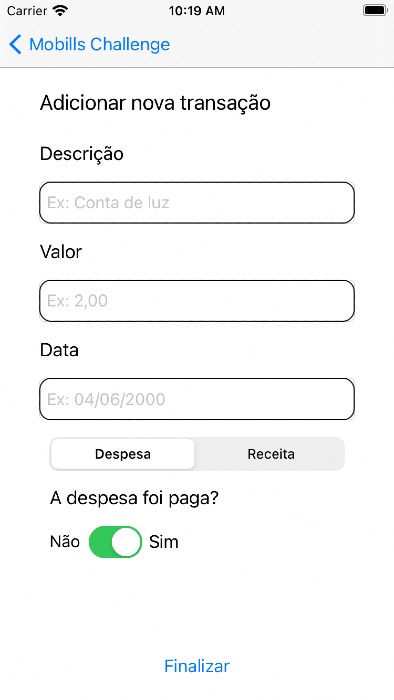 Carrier 10:19 AM
Mobills Challenge
Adicionar nova transação
Descrição
Ex: Conta de luz
Valor
Ex: 2,00
Data
Ex: 04/06/2000
Despesa Receita
A despesa foi paga?
Não Sim
Finalizar